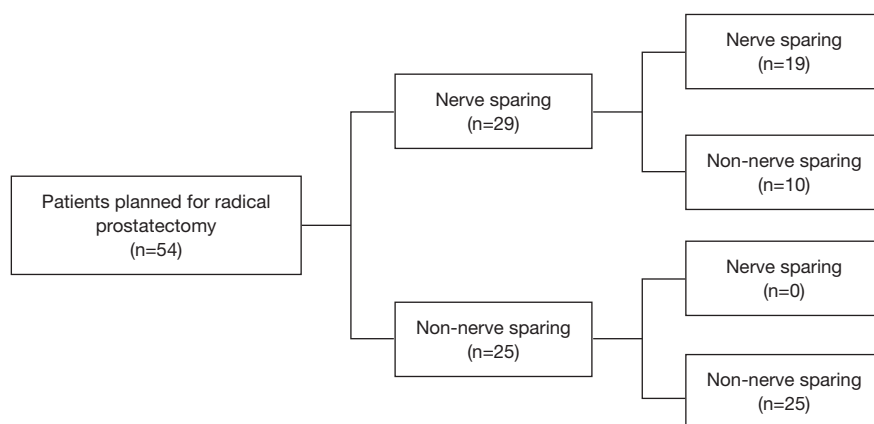 Patients planned for radical
prostatectomy
(n=54)
Nerve sparing
(n=29)
Non-nerve sparing
(n=25)
Nerve sparing
(n=19)
Non-nerve sparing
(n=10)
Nerve sparing
(n=0)
Non-nerve sparing
(n=25)